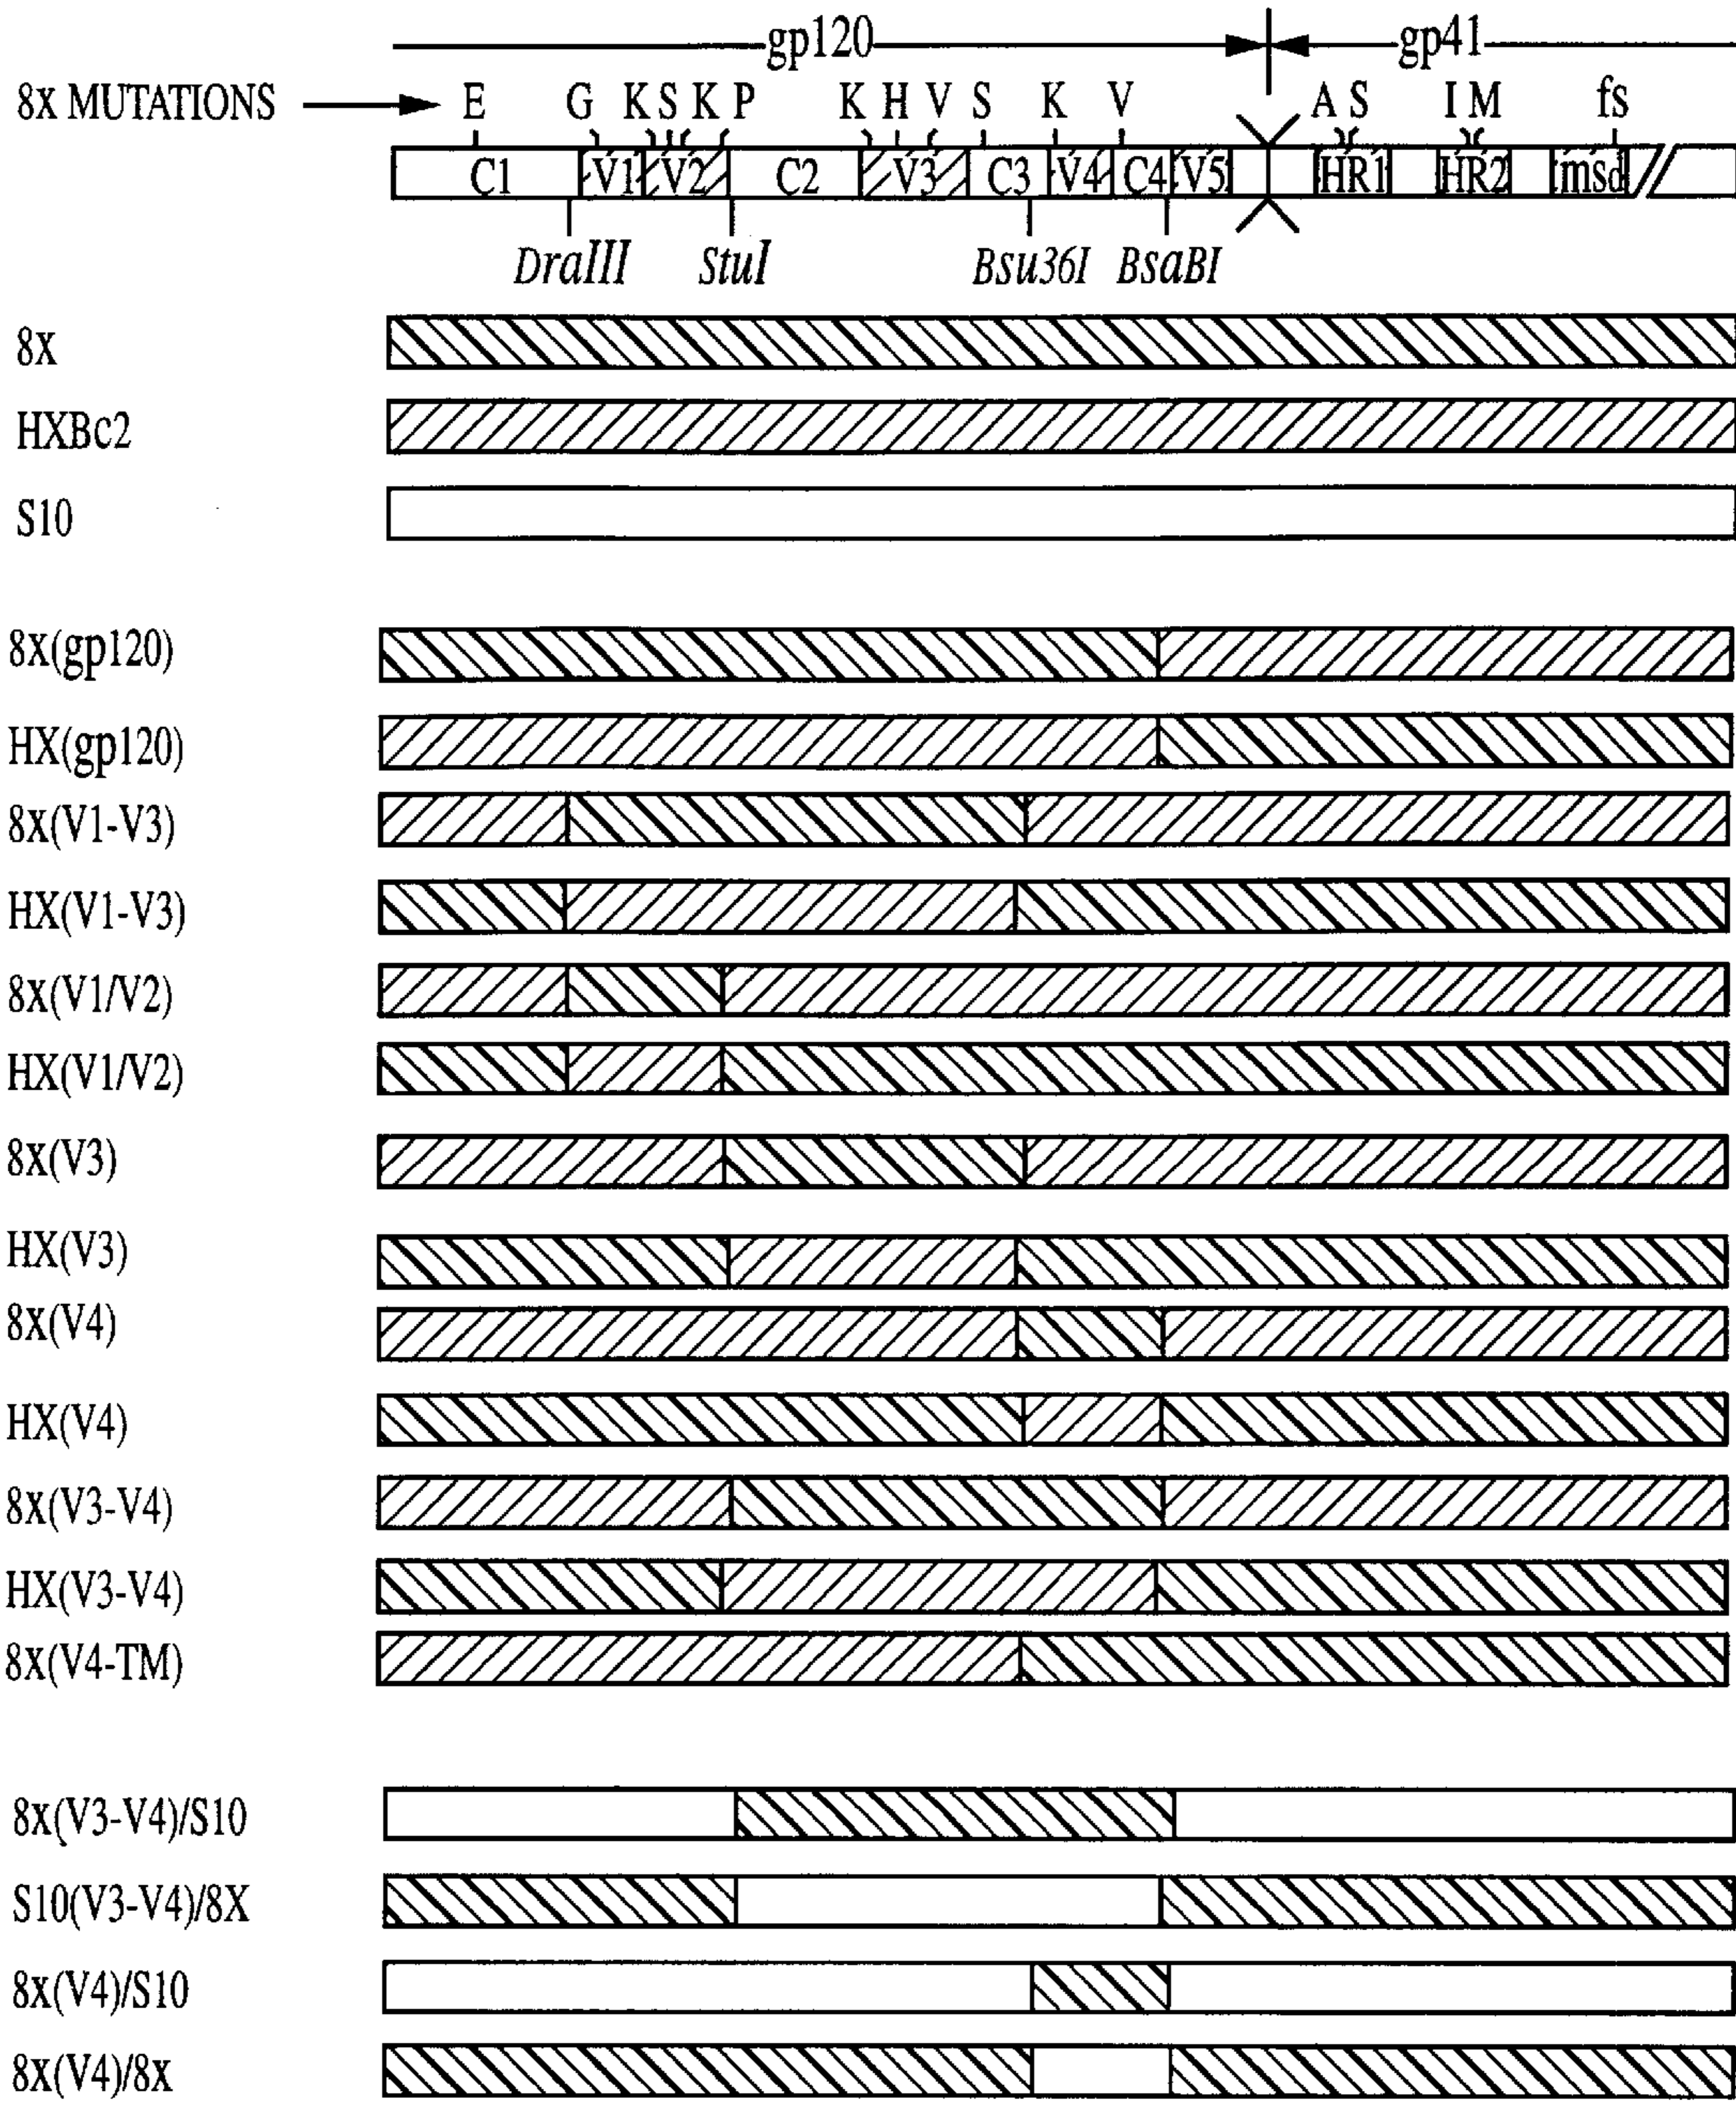 gp120 gp41
8x MUTATIONS E G K S K P K H V S K V A S I M fs
C1 V1 V2 C2 V3 C3 V4 C4 V5 HR1 HR2 msd
DraIII StuI Bsu36I BsaBI
8x
HXBc2
S10
8x(gp120)
HX(gp120)
8x(V1-V3)
HX(V1-V3)
8x(V1/V2)
HX(V1/V2)
8x(V3)
HX(V3)
8x(V4)
HX(V4)
8x(V3-V4)
HX(V3-V4)
8x(V4-TM)
8x(V3-V4)/S10
S10(V3-V4)/8X
8x(V4)/S10
8x(V4)/8x